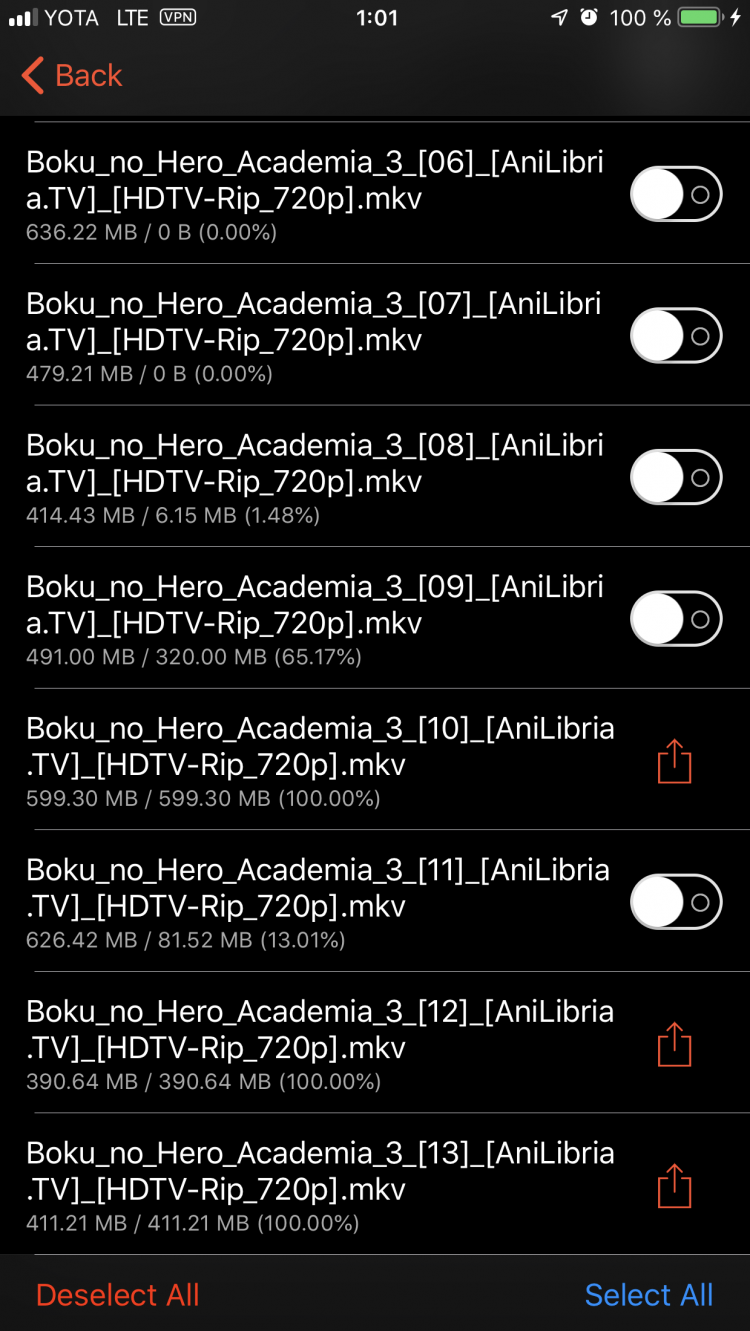 YOTA LTE VPN 1:01 100 %
Back
Boku_no_Hero_Academia_3_[06]_[AniLibri
a.TV]_[HDTV-Rip_720p].mkv
636.22 MB / 0 B (0.00%)
Boku_no_Hero_Academia_3_[07]_[AniLibri
a.TV]_[HDTV-Rip_720p].mkv
479.21 MB / 0 B (0.00%)
Boku_no_Hero_Academia_3_[08]_[AniLibri
a.TV]_[HDTV-Rip_720p].mkv
414.43 MB / 6.15 MB (1.48%)
Boku_no_Hero_Academia_3_[09]_[AniLibri
a.TV]_[HDTV-Rip_720p].mkv
491.00 MB / 320.00 MB (65.17%)
Boku_no_Hero_Academia_3_[10]_[AniLibria
.TV]_[HDTV-Rip_720p].mkv
599.30 MB / 599.30 MB (100.00%)
Boku_no_Hero_Academia_3_[11]_[AniLibria
.TV]_[HDTV-Rip_720p].mkv
626.42 MB / 81.52 MB (13.01%)
Boku_no_Hero_Academia_3_[12]_[AniLibria
.TV]_[HDTV-Rip_720p].mkv
390.64 MB / 390.64 MB (100.00%)
Boku_no_Hero_Academia_3_[13]_[AniLibria
.TV]_[HDTV-Rip_720p].mkv
411.21 MB / 411.21 MB (100.00%)
Deselect All Select All